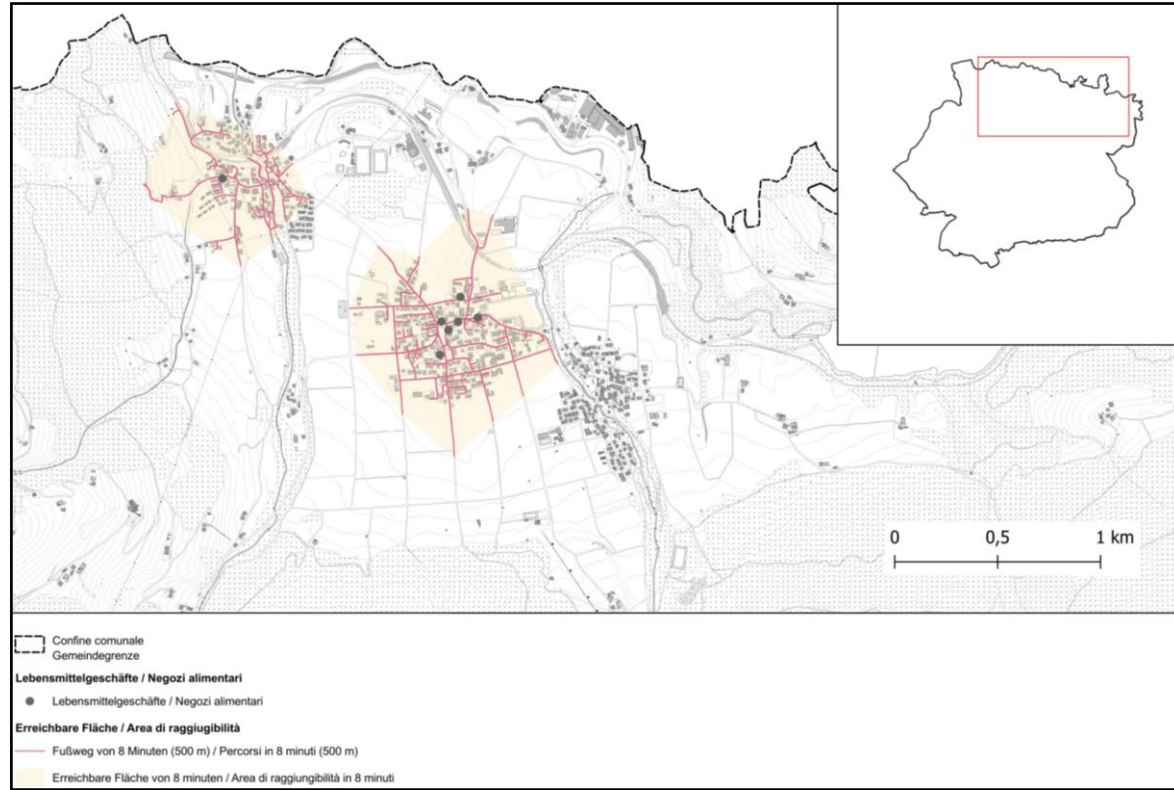 0 0,5 1 km
Confine comunale
Gemeindegrenze
Lebensmittelgeschäfte / Negozi alimentari
Lebensmittelgeschäfte / Negozi alimentari
Erreichbare Fläche / Area di raggiugibilità
Fußweg von 8 Minuten (500 m) / Percorsi in 8 minuti (500 m)
Erreichbare Fläche von 8 minuten / Area di raggiungibilità in 8 minuti